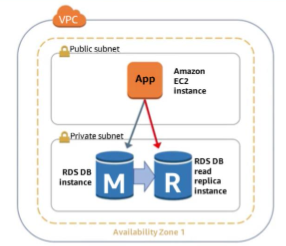 VPC
Public subnet
App
Amazon
EC2
instance
Private subnet
RDS DB
instance
M
R
RDS DB
read
replica
instance
Availability Zone 1